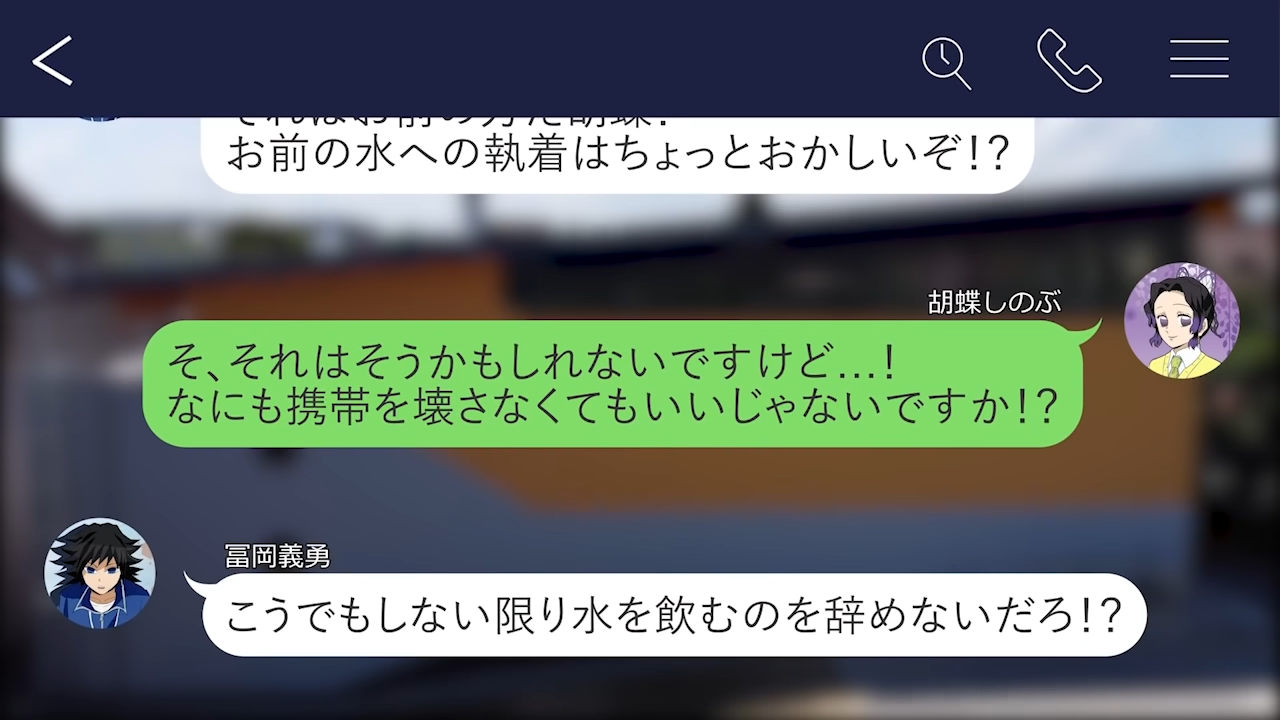 お前の水への執着はちょっとおかしいぞ!?
胡蝶しのぶ
そ、それはそうかもしれないですけど…!
なにも携帯を壊さなくてもいいじゃないですか!?
冨岡義勇
こうでもしない限り水を飲むのを辞めないだろ!?